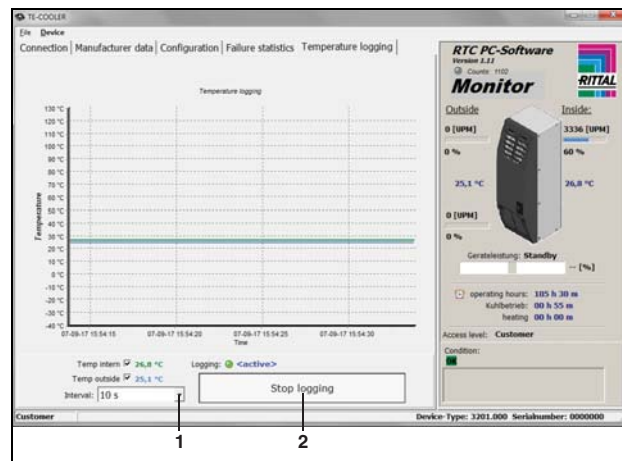 TE-COOLER
File Device
Connection Manufacturer data Configuration Failure statistics Temperature logging
Temperature logging
130 °C
120 °C
110 °C
100 °C
90 °C
80 °C
70 °C
60 °C
50 °C
40 °C
30 °C
20 °C
10 °C
0 °C
-10 °C
-20 °C
-30 °C
-40 °C
Temperature
07-09-17 15:54:15 07-09-17 15:54:20 07-09-17 15:54:25 07-09-17 15:54:30
Time
Temp intern 26,8 °C Logging: <active>
Temp outside 25,1 °C
Interval: 10 s
Stop logging
RTC PC-Software
Version 1.11
Counts: 1102
Monitor
RITTAL
Outside Inside:
0 [UPM] 3336 [UPM]
0 % 60 %
25,1 °C 26,8 °C
0 [UPM]
0 %
Gerateleistung: Standby
-- [%]
operating hours: 105 h 30 m
Kuhlbetrieb: 00 h 55 m
heating 00 h 00 m
Access level: Customer
Condition:
OK
Customer Device-Type: 3201.000 Serialnumber: 0000000
1 2